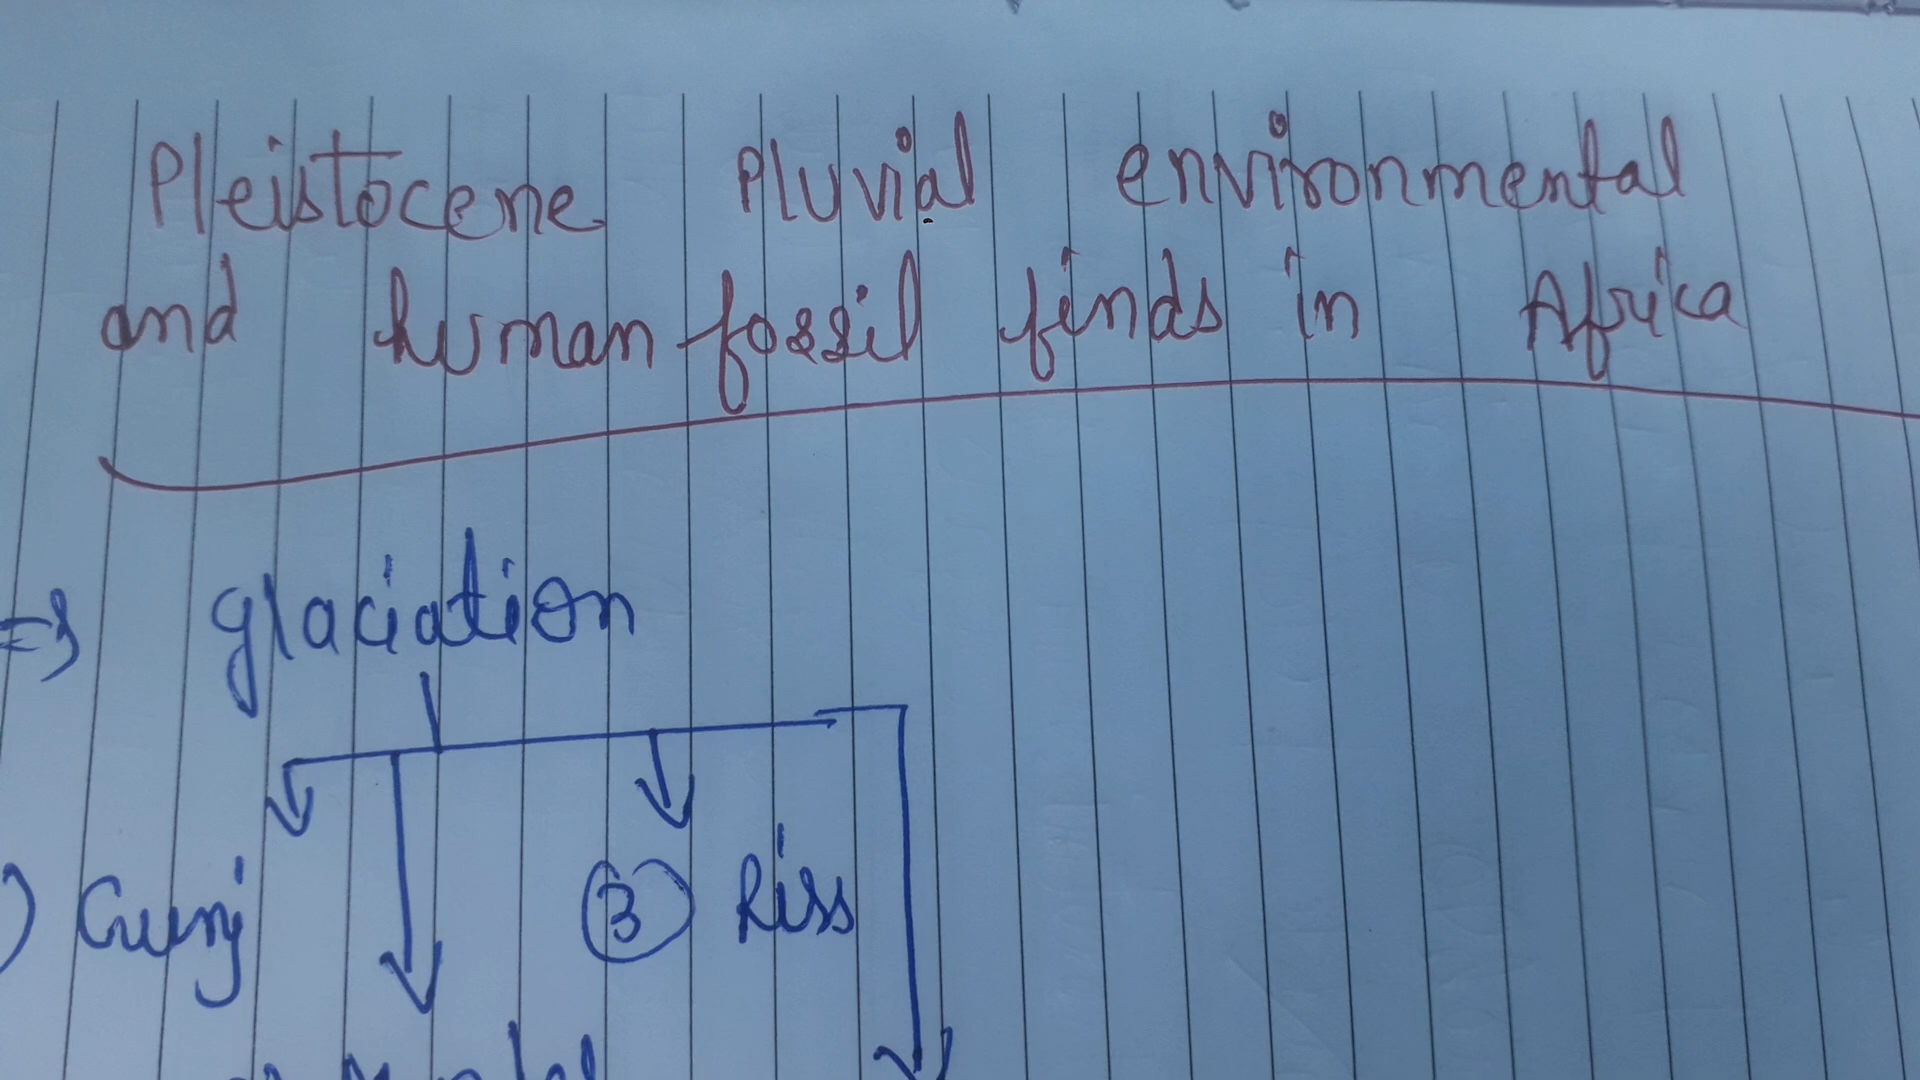 Pleistocene Pluvial environmental
and human fossil finds in Africa
=> glaciation
) Gunj
③ Riss